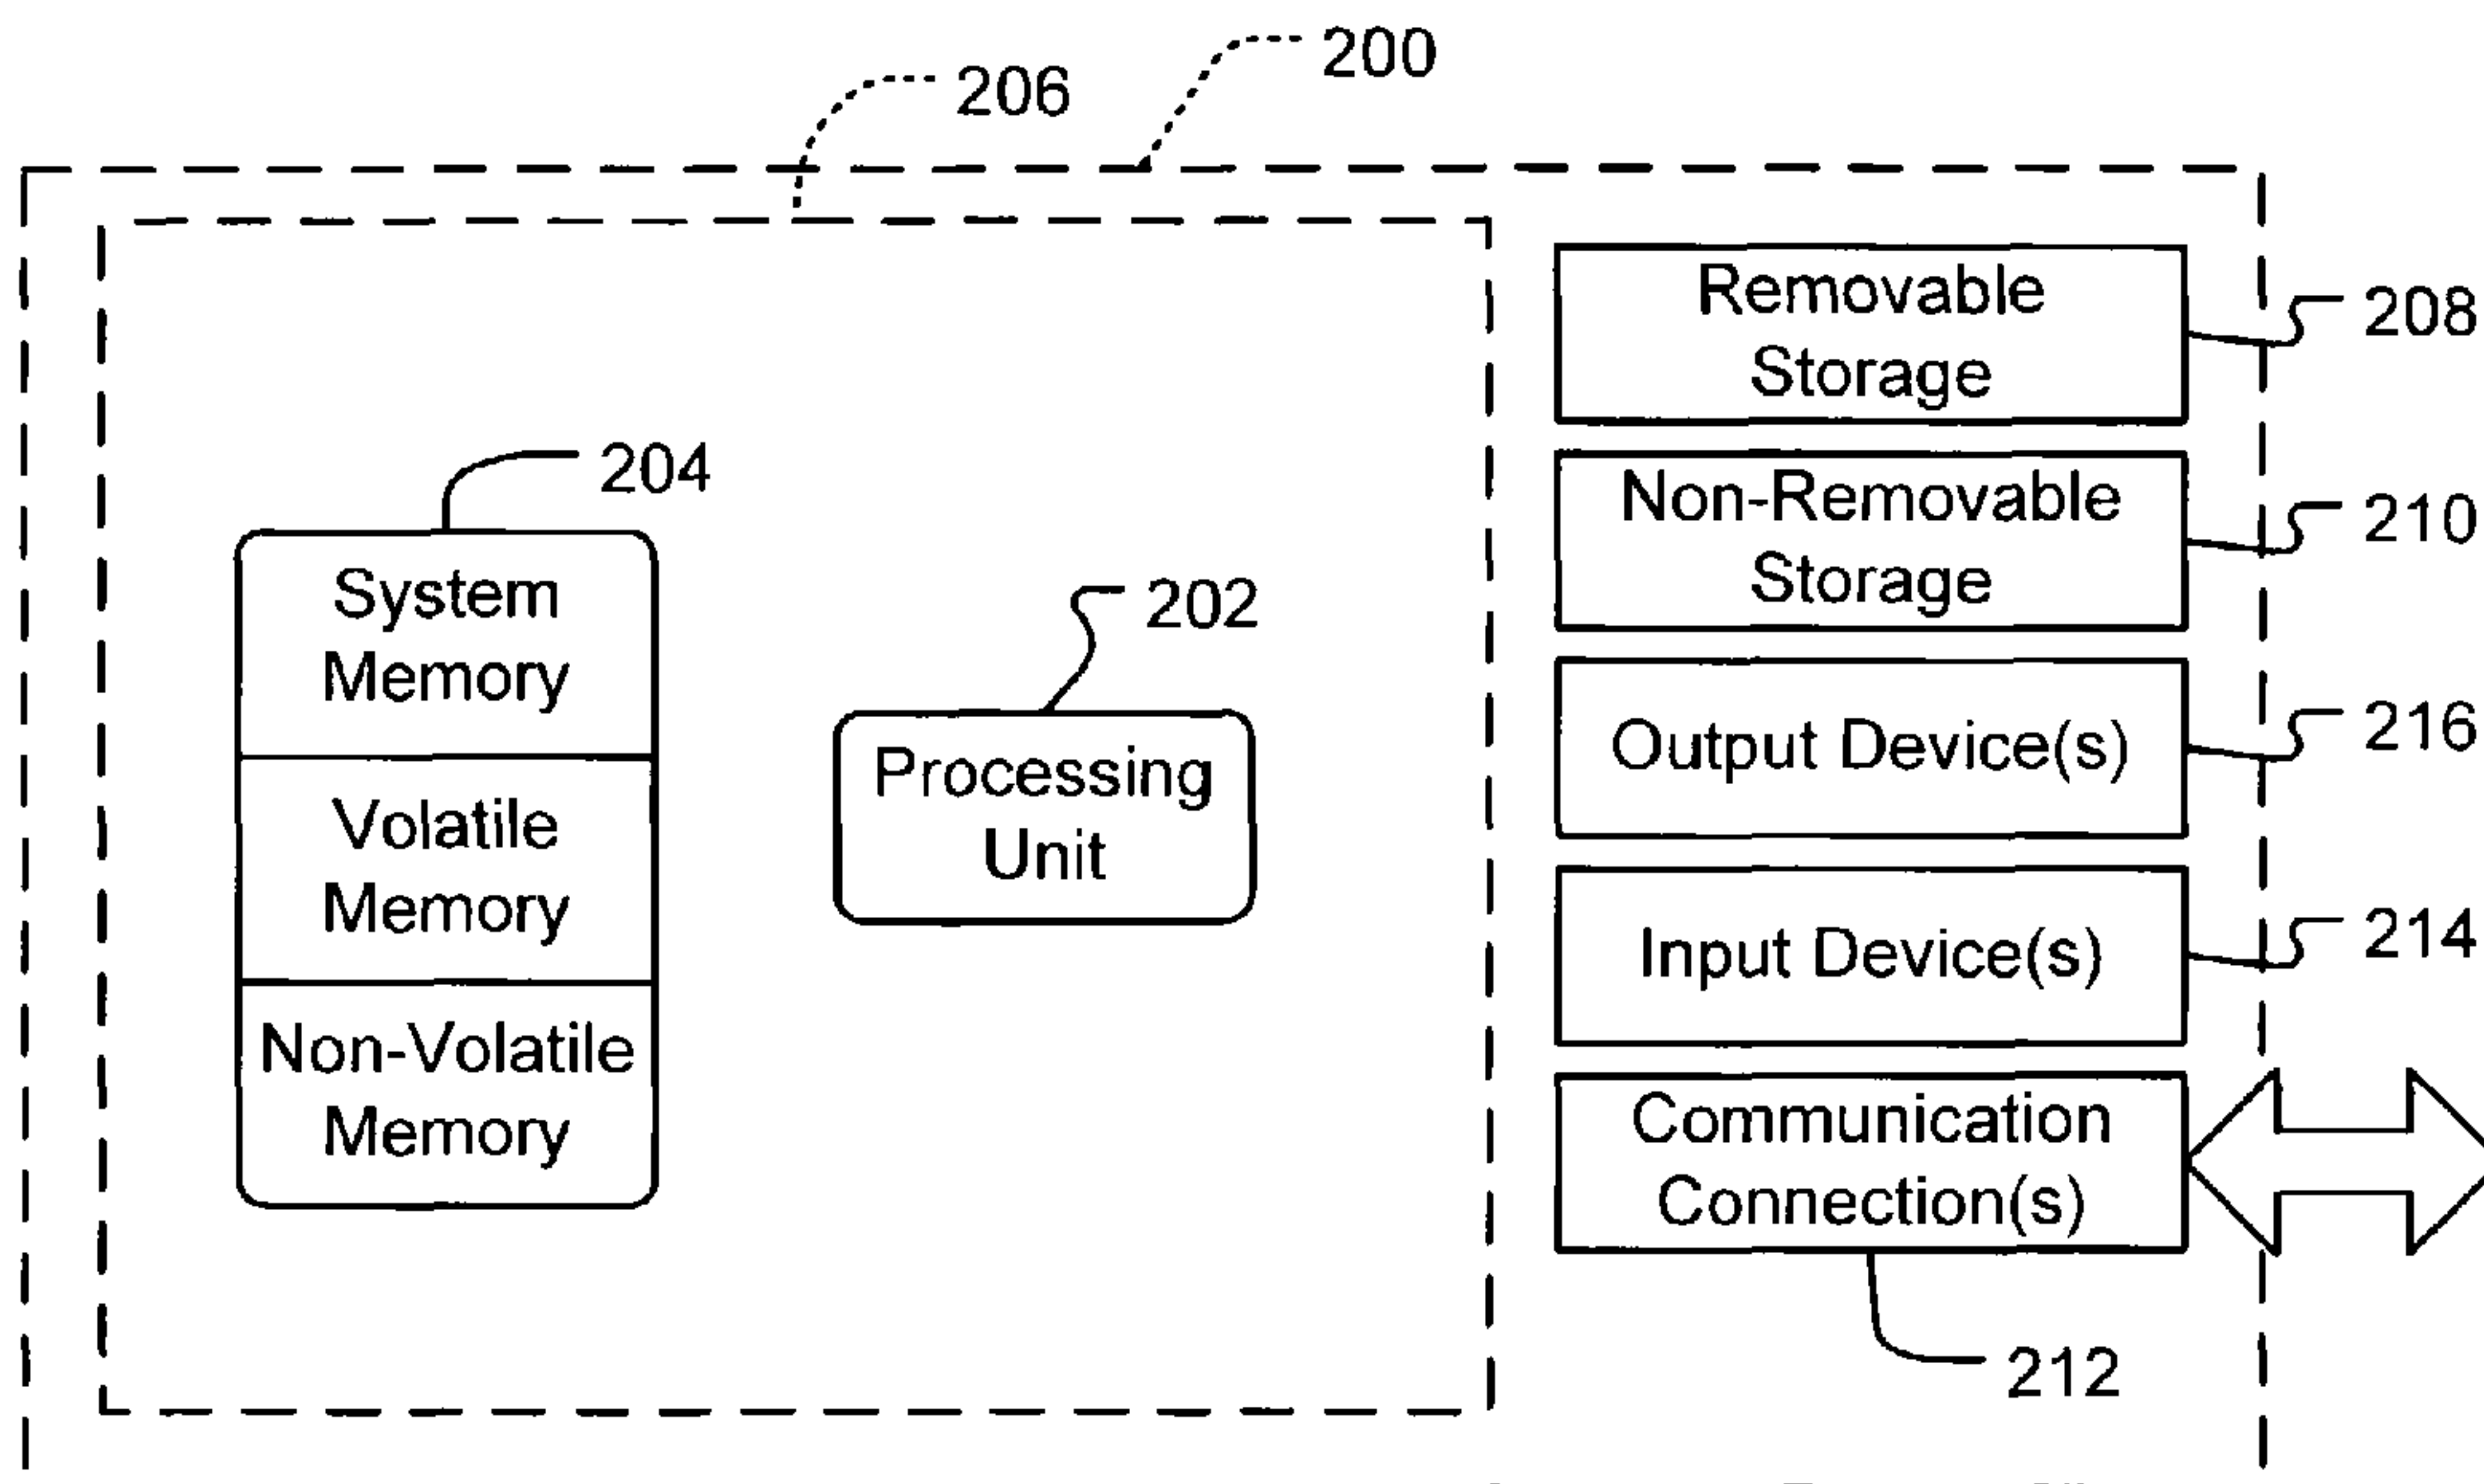 200
206
Removable
Storage
208
204
Non-Removable
Storage
210
System
Memory
202
Output Device(s)
216
Processing
Unit
Volatile
Memory
Input Device(s)
214
Non-Volatile
Memory
Communication
Connection(s)
212